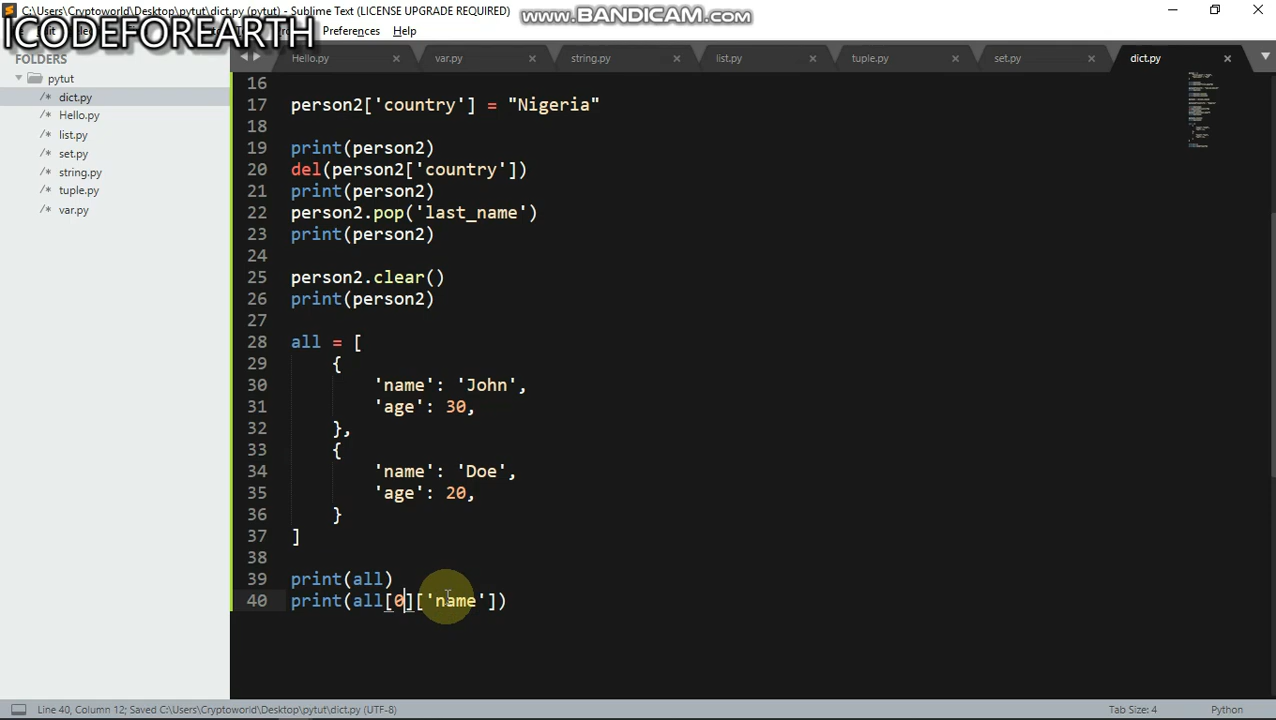 C:\Users\Cryptoworld\Desktop\pytut\dict.py (pytut) - Sublime Text (LICENSE UPGRADE REQUIRED)
www.BANDICAM.com
ICODEFOREARTH
Preferences Help
FOLDERS
pytut
/* dict.py
/* Hello.py
/* list.py
/* set.py
/* string.py
/* tuple.py
/* var.py
Hello.py × var.py × string.py × list.py × tuple.py × set.py × dict.py ×
16
17 person2['country'] = "Nigeria"
18
19 print(person2)
20 del(person2['country'])
21 print(person2)
22 person2.pop('last_name')
23 print(person2)
24
25 person2.clear()
26 print(person2)
27
28 all = [
29 {
30 'name': 'John',
31 'age': 30,
32 },
33 {
34 'name': 'Doe',
35 'age': 20,
36 }
37 ]
38
39 print(all)
40 print(all[0]['name'])
Line 40, Column 12; Saved C:\Users\Cryptoworld\Desktop\pytut\dict.py (UTF-8)
Tab Size: 4
Python